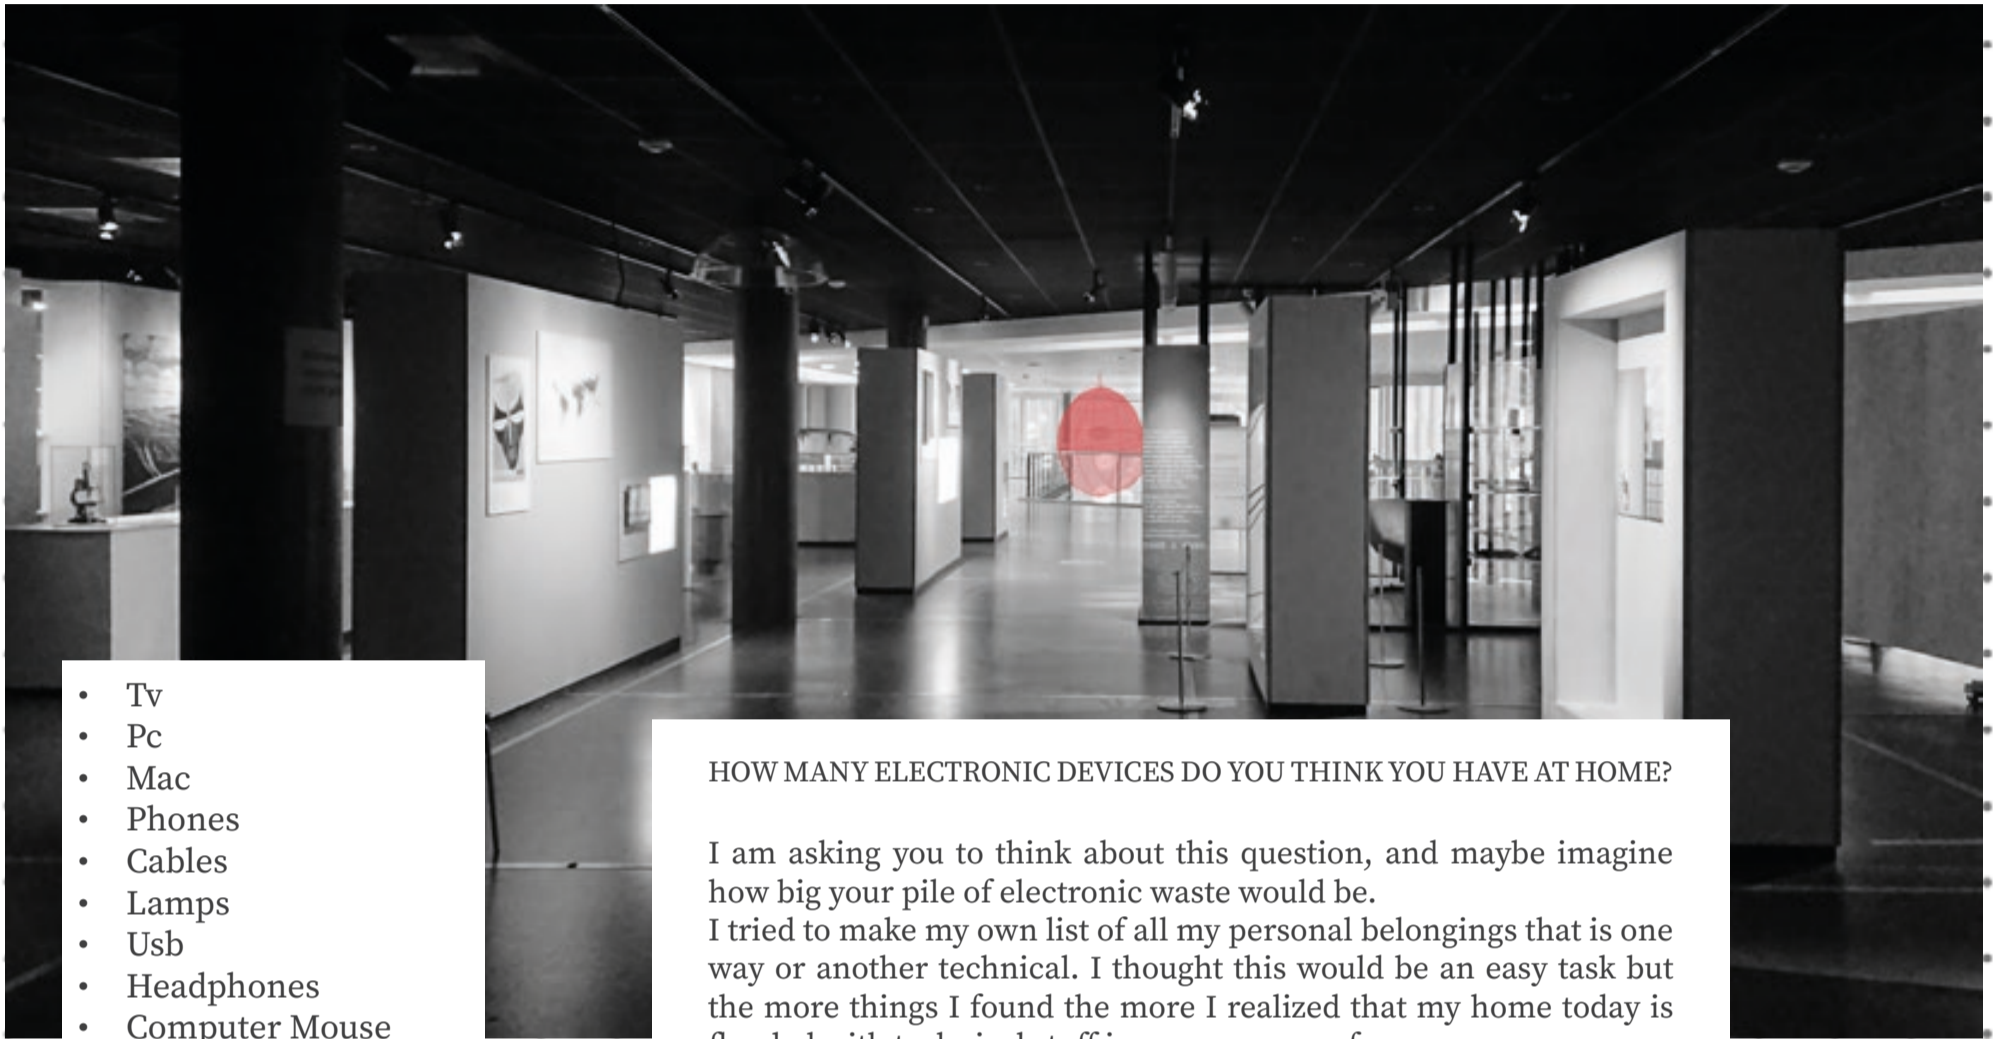 • Tv
• Pc
• Mac
• Phones
• Cables
• Lamps
• Usb
• Headphones
• Computer Mouse
HOW MANY ELECTRONIC DEVICES DO YOU THINK YOU HAVE AT HOME?
I am asking you to think about this question, and maybe imagine
how big your pile of electronic waste would be.
I tried to make my own list of all my personal belongings that is one
way or another technical. I thought this would be an easy task but
the more things I found the more I realized that my home today is